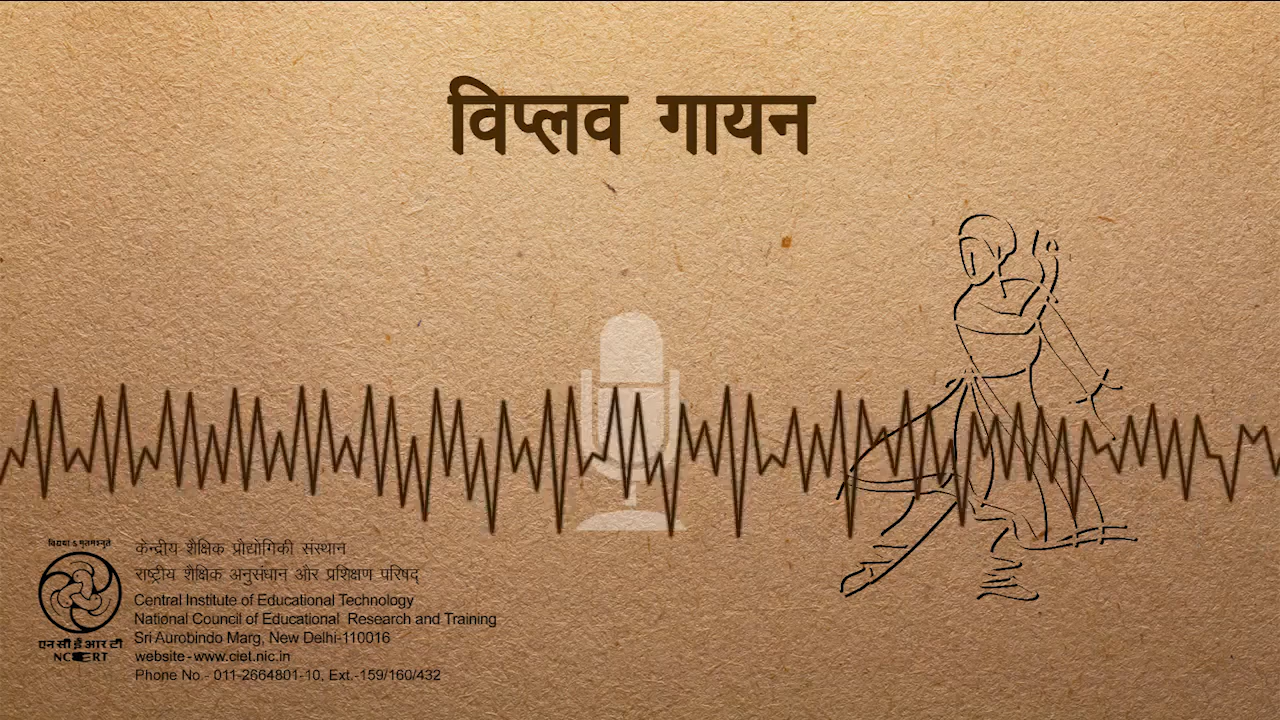 विप्लव गायन
विद्यया ऽ मृतमश्नुते
एन सी ई आर टी
NCERT
केन्द्रीय शैक्षिक प्रौद्योगिकी संस्थान
राष्ट्रीय शैक्षिक अनुसंधान और प्रशिक्षण परिषद्
Central Institute of Educational Technology
National Council of Educational Research and Training
Sri Aurobindo Marg, New Delhi-110016
website - www.ciet.nic.in
Phone No.- 011-2664801-10, Ext.-159/160/432